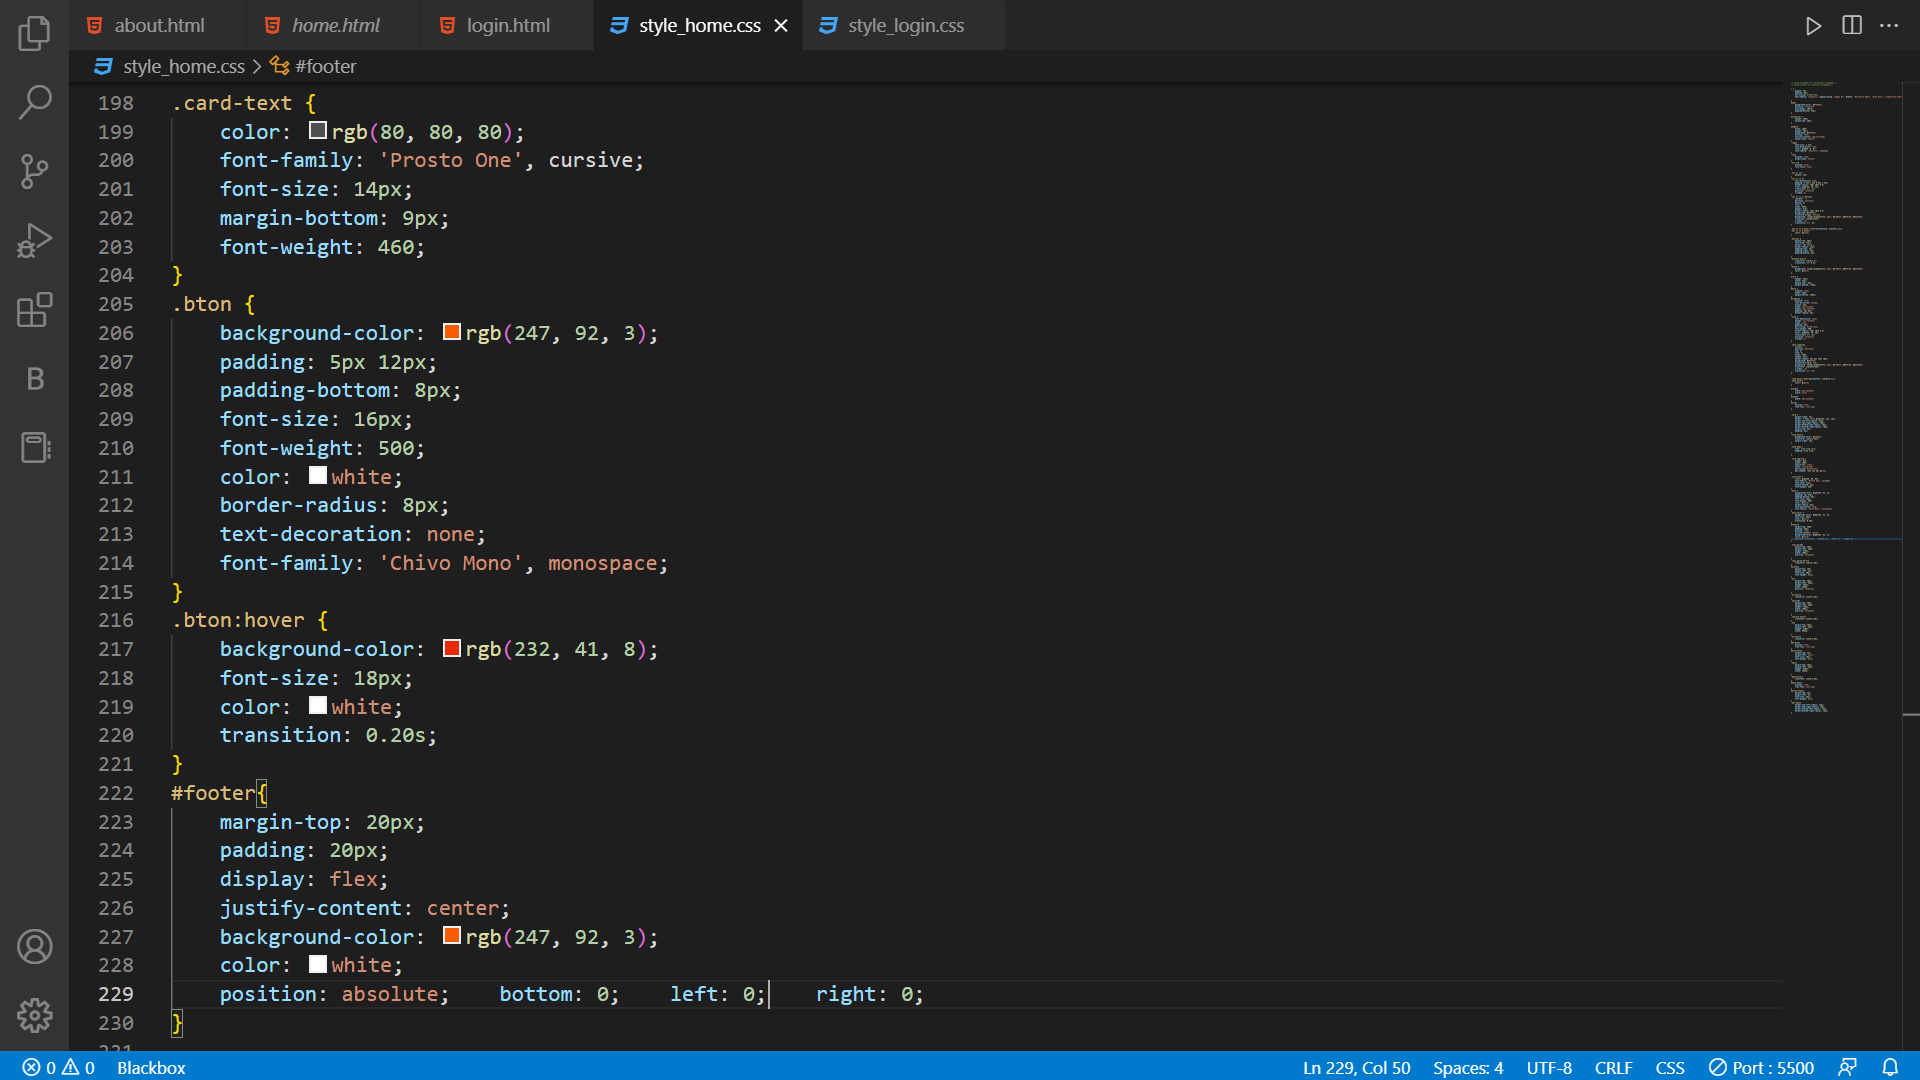 about.html home.html login.html style_home.css style_login.css
style_home.css > #footer
198 .card-text {
199 color: rgb(80, 80, 80);
200 font-family: 'Prosto One', cursive;
201 font-size: 14px;
202 margin-bottom: 9px;
203 font-weight: 460;
204 }
205 .bton {
206 background-color: rgb(247, 92, 3);
207 padding: 5px 12px;
208 padding-bottom: 8px;
209 font-size: 16px;
210 font-weight: 500;
211 color: white;
212 border-radius: 8px;
213 text-decoration: none;
214 font-family: 'Chivo Mono', monospace;
215 }
216 .bton:hover {
217 background-color: rgb(232, 41, 8);
218 font-size: 18px;
219 color: white;
220 transition: 0.20s;
221 }
222 #footer{
223 margin-top: 20px;
224 padding: 20px;
225 display: flex;
226 justify-content: center;
227 background-color: rgb(247, 92, 3);
228 color: white;
229 position: absolute; bottom: 0; left: 0; right: 0;
230 }
231
B
0 0 Blackbox Ln 229, Col 50 Spaces: 4 UTF-8 CRLF CSS Port : 5500